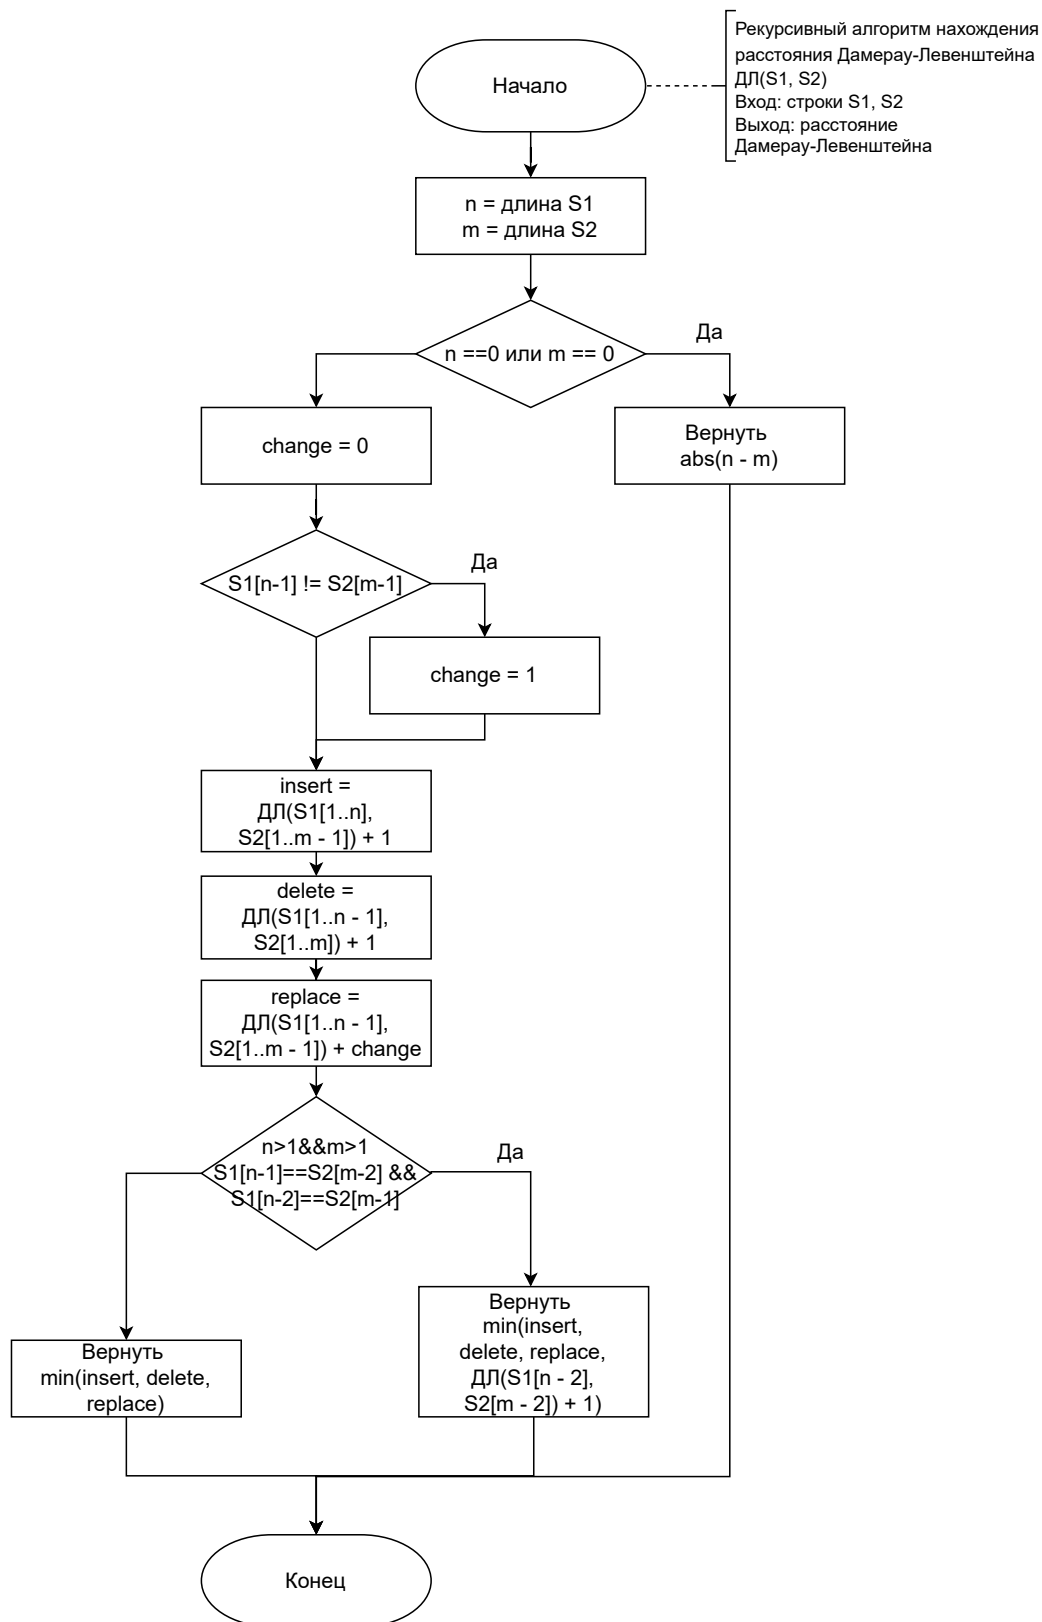 Рекурсивный алгоритм нахождения
расстояния Дамерау-Левенштейна
ДЛ(S1, S2)
Вход: строки S1, S2
Выход: расстояние
Дамерау-Левенштейна
Начало
n = длина S1
m = длина S2
n ==0 или m == 0
Да
change = 0
Вернуть
abs(n - m)
S1[n-1] != S2[m-1]
Да
change = 1
insert =
ДЛ(S1[1..n],
S2[1..m - 1]) + 1
delete =
ДЛ(S1[1..n - 1],
S2[1..m]) + 1
replace =
ДЛ(S1[1..n - 1],
S2[1..m - 1]) + change
n>1&&m>1
S1[n-1]==S2[m-2] &&
S1[n-2]==S2[m-1]
Да
Вернуть
min(insert, delete,
replace)
Вернуть
min(insert,
delete, replace,
ДЛ(S1[n - 2],
S2[m - 2]) + 1)
Конец